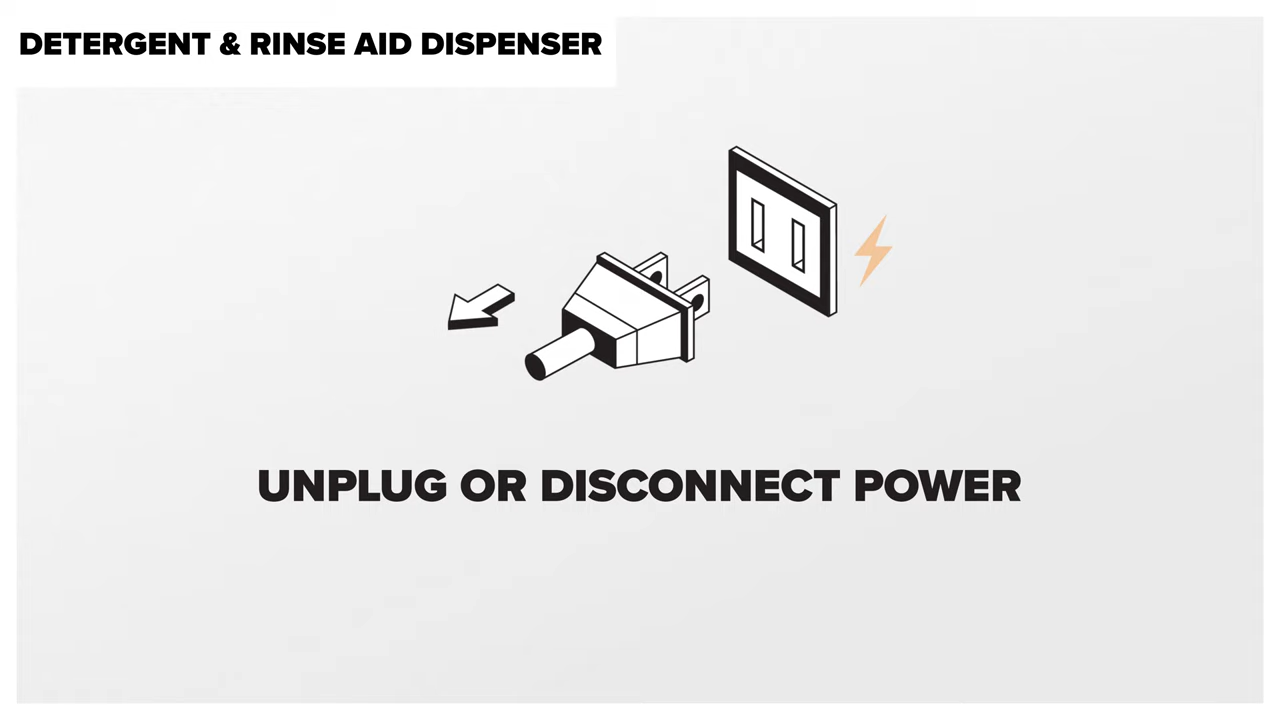 DETERGENT & RINSE AID DISPENSER
UNPLUG OR DISCONNECT POWER